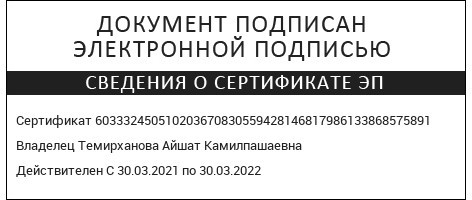 ДОКУМЕНТ ПОДПИСАН
ЭЛЕКТРОННОЙ ПОДПИСЬЮ
СВЕДЕНИЯ О СЕРТИФИКАТЕ ЭП
Сертификат 603332450510203670830559428146817986133868575891
Владелец Темирханова Айшат Камилпашаевна
Действителен С 30.03.2021 по 30.03.2022